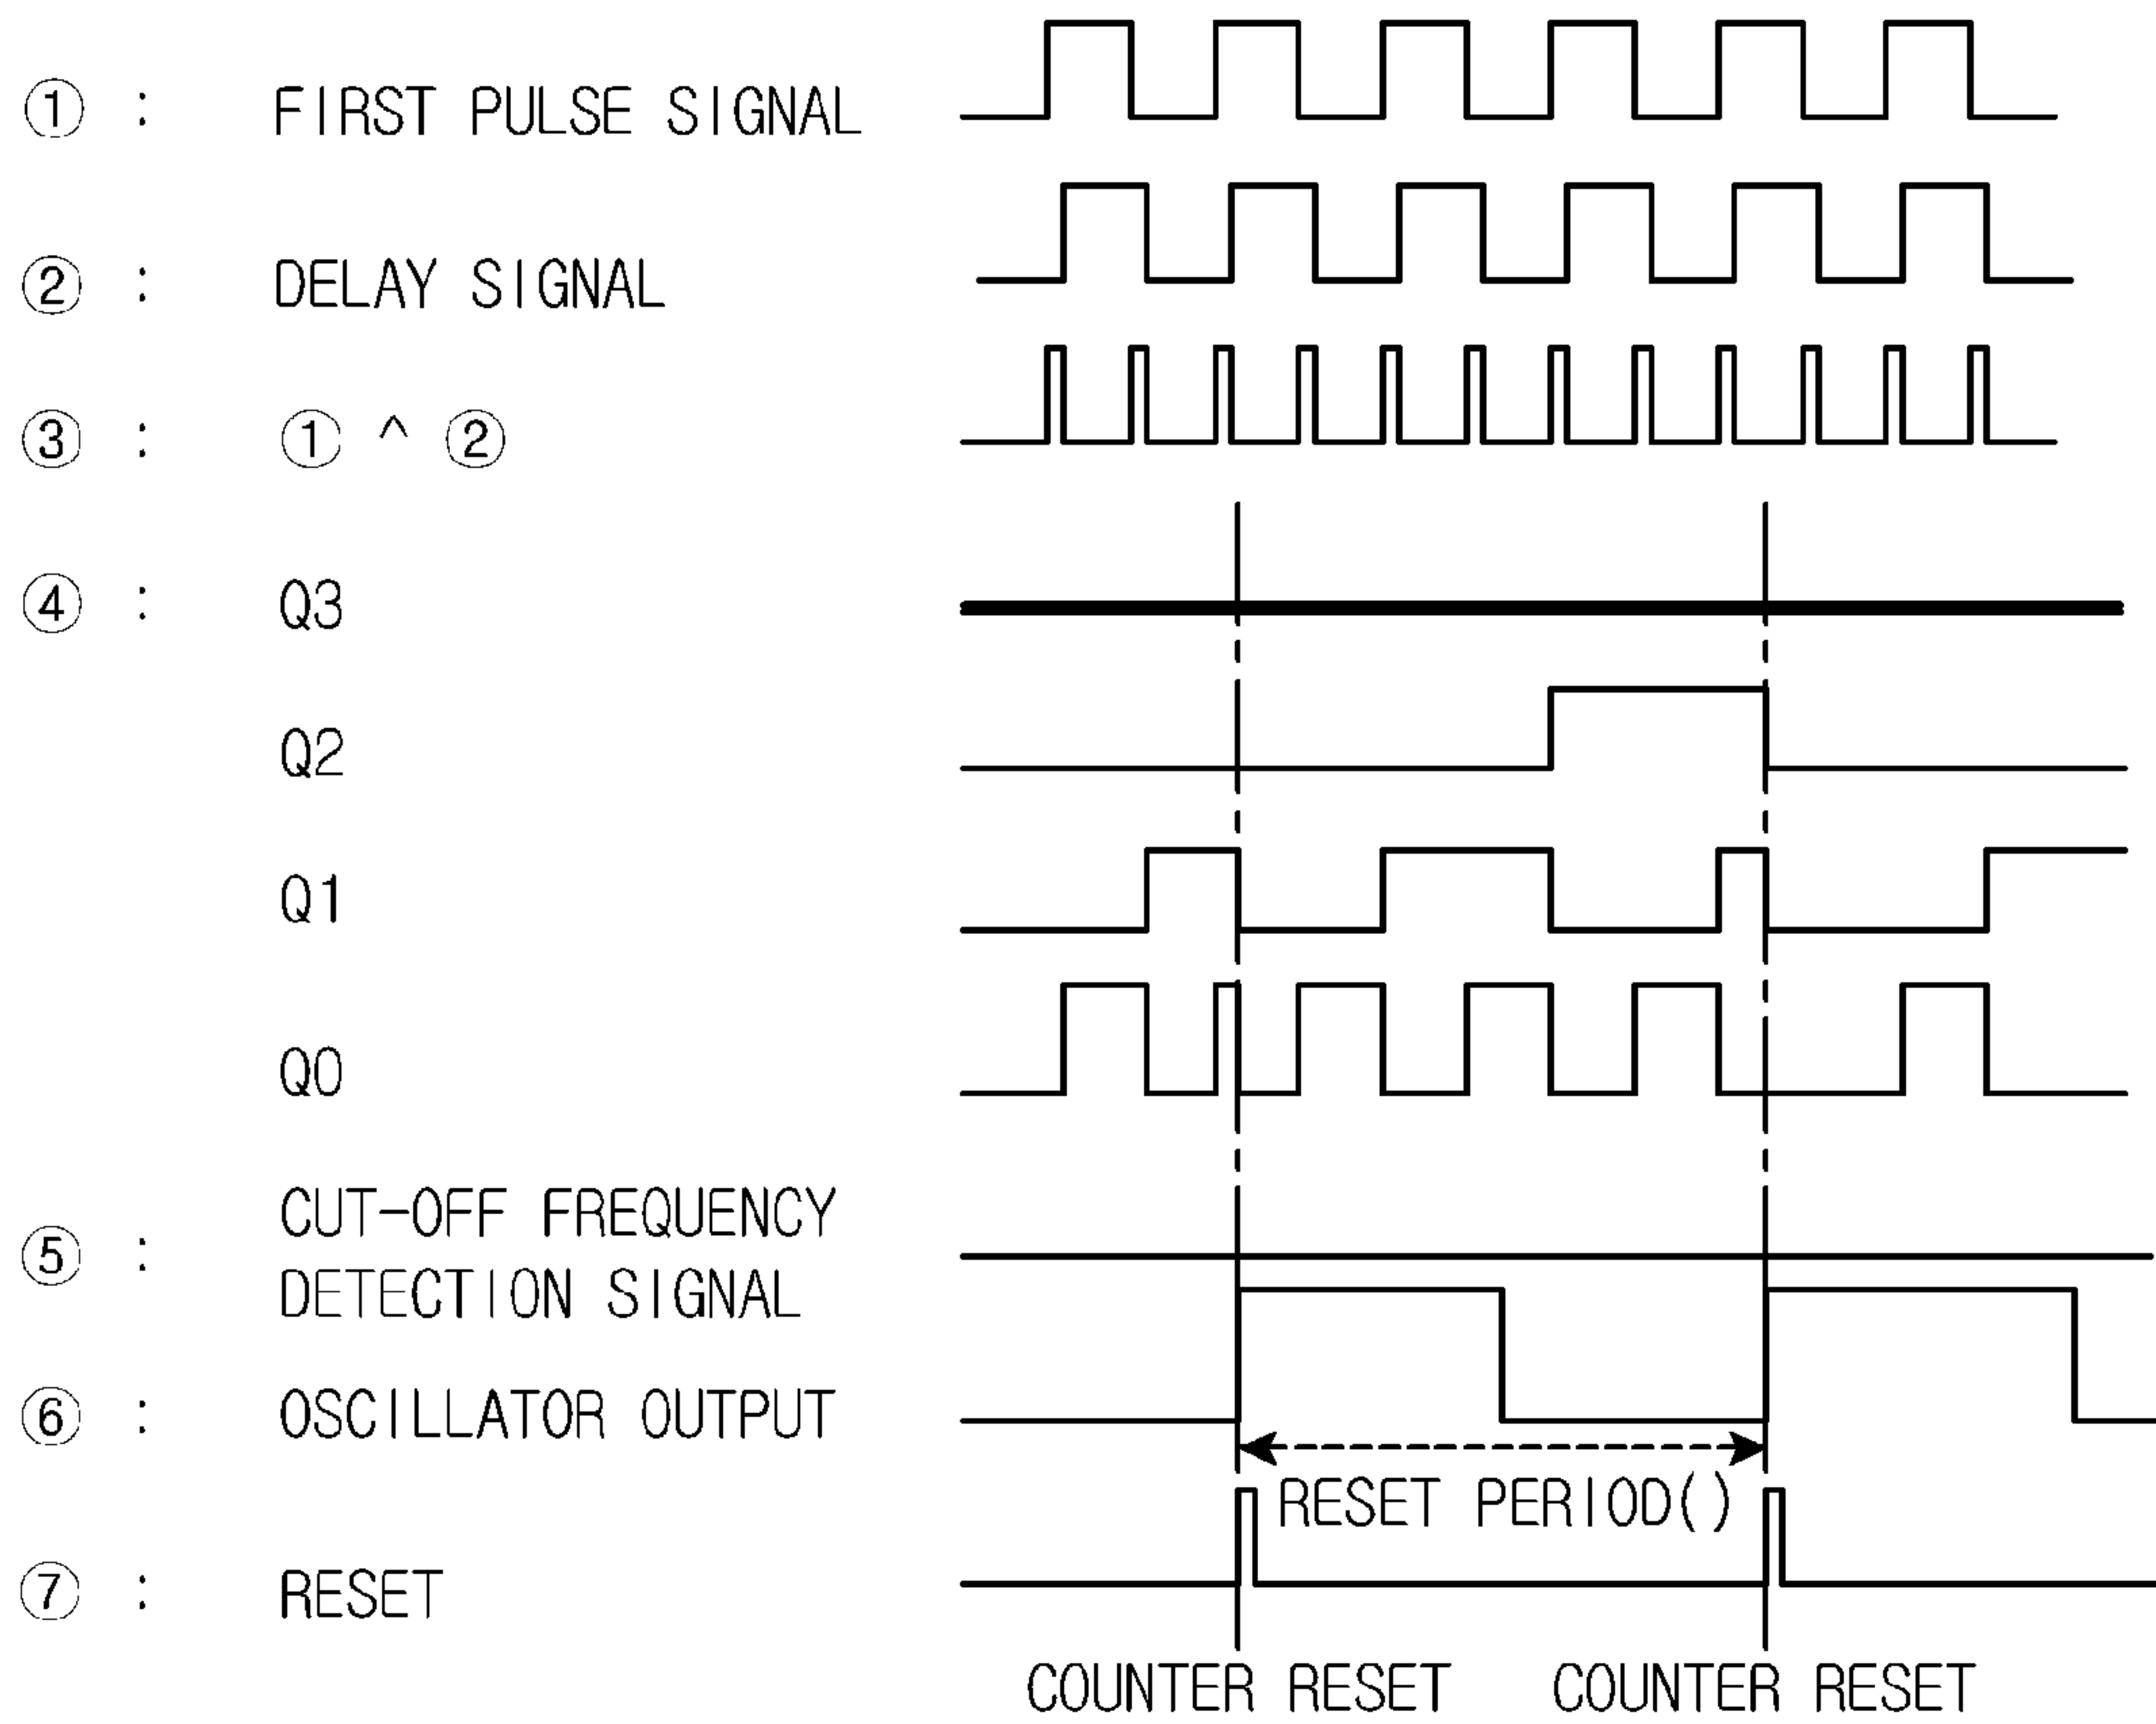 ① : FIRST PULSE SIGNAL
② : DELAY SIGNAL
③ : ① ^ ②
④ : Q3
Q2
Q1
Q0
⑤ : CUT-OFF FREQUENCY
DETECTION SIGNAL
⑥ : OSCILLATOR OUTPUT
RESET PERIOD()
⑦ : RESET
COUNTER RESET COUNTER RESET